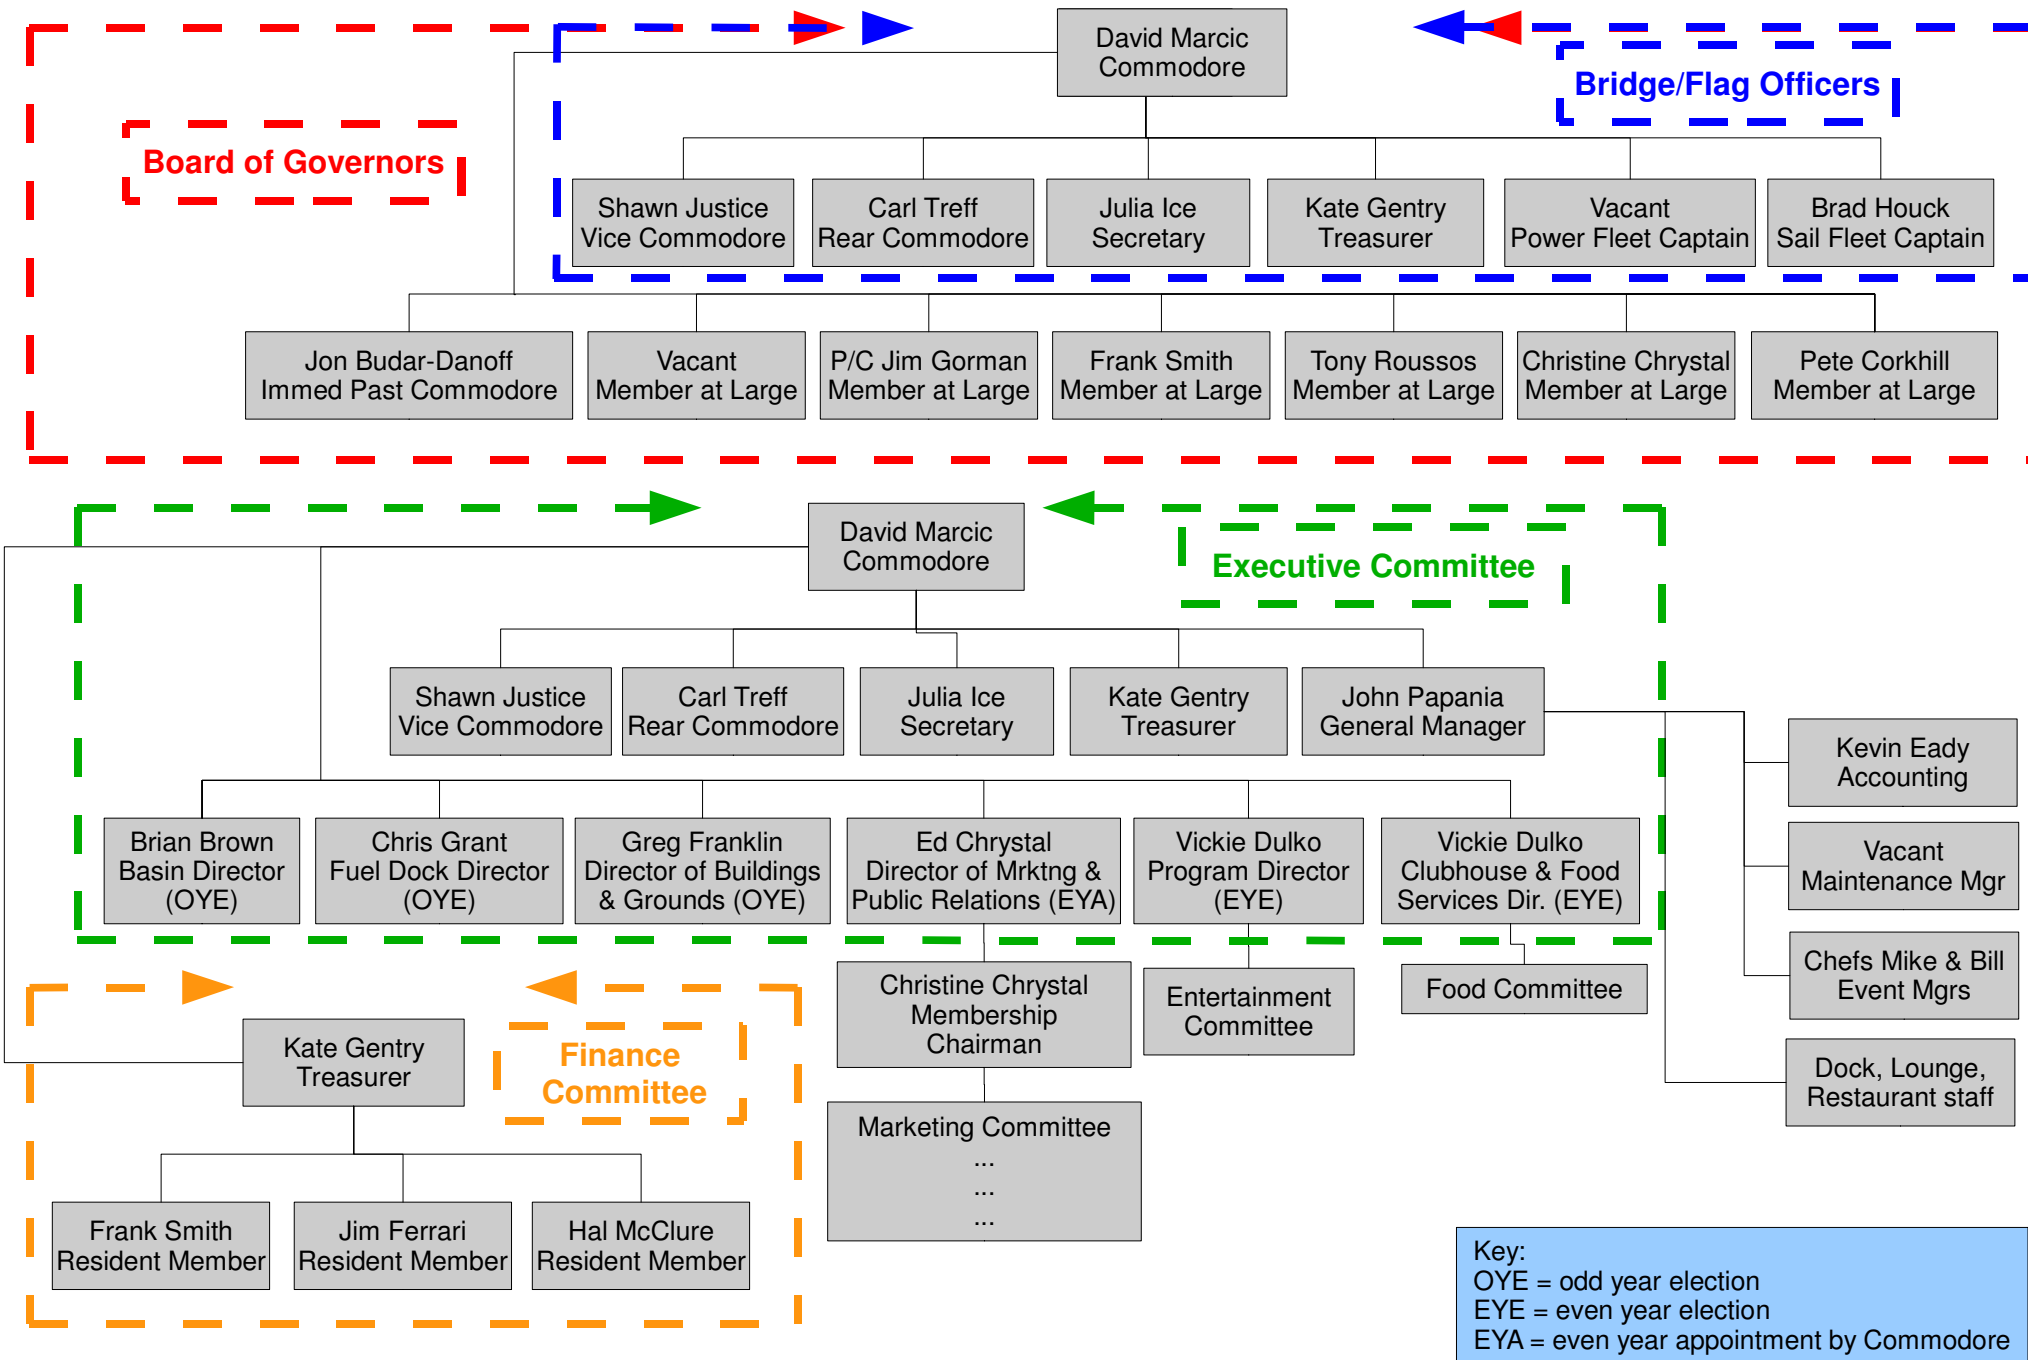 David Marcic
Commodore
Bridge/Flag Officers
Board of Governors
Shawn Justice
Vice Commodore
Carl Treff
Rear Commodore
Julia Ice
Secretary
Kate Gentry
Treasurer
Vacant
Power Fleet Captain
Brad Houck
Sail Fleet Captain
Jon Budar-Danoff
Immed Past Commodore
Vacant
Member at Large
P/C Jim Gorman
Member at Large
Frank Smith
Member at Large
Tony Roussos
Member at Large
Christine Chrystal
Member at Large
Pete Corkhill
Member at Large
David Marcic
Commodore
Executive Committee
Shawn Justice
Vice Commodore
Carl Treff
Rear Commodore
Julia Ice
Secretary
Kate Gentry
Treasurer
John Papania
General Manager
Kevin Eady
Accounting
Vacant
Maintenance Mgr
Chefs Mike & Bill
Event Mgrs
Dock, Lounge,
Restaurant staff
Brian Brown
Basin Director
(OYE)
Chris Grant
Fuel Dock Director
(OYE)
Greg Franklin
Director of Buildings
& Grounds (OYE)
Ed Chrystal
Director of Mrktng &
Public Relations (EYA)
Vickie Dulko
Program Director
(EYE)
Vickie Dulko
Clubhouse & Food
Services Dir. (EYE)
Christine Chrystal
Membership
Chairman
Entertainment
Committee
Food Committee
Marketing Committee
...
...
...
Kate Gentry
Treasurer
Finance
Committee
Frank Smith
Resident Member
Jim Ferrari
Resident Member
Hal McClure
Resident Member
Key:
OYE = odd year election
EYE = even year election
EYA = even year appointment by Commodore